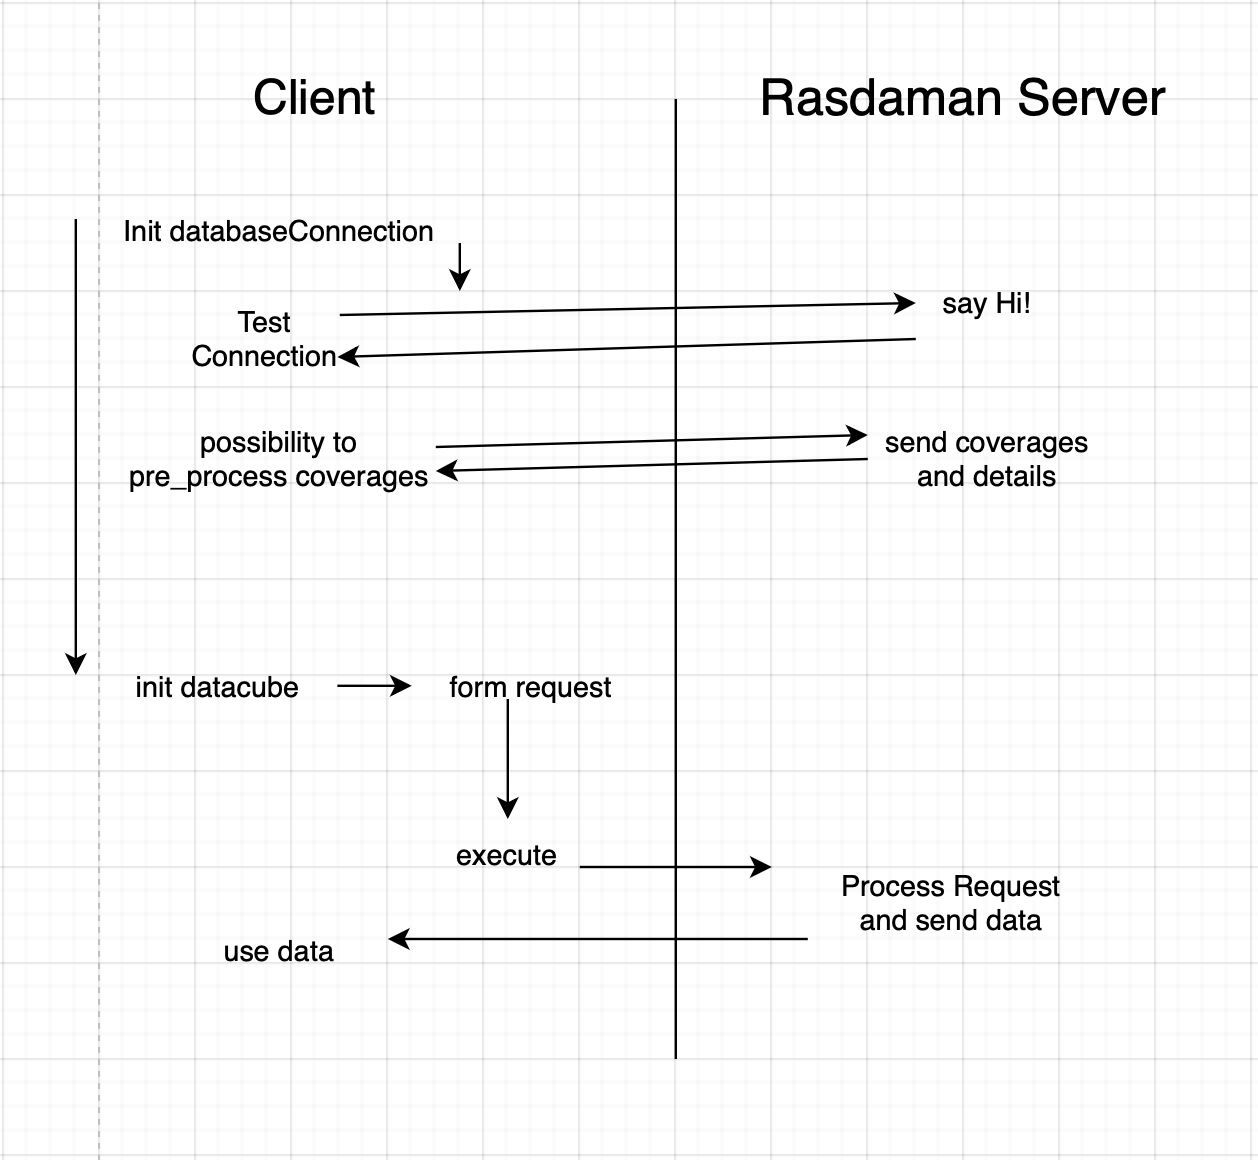 Client
Rasdaman Server
Init databaseConnection
say Hi!
Test
Connection
possibility to
pre_process coverages
send coverages
and details
init datacube
form request
execute
Process Request
and send data
use data